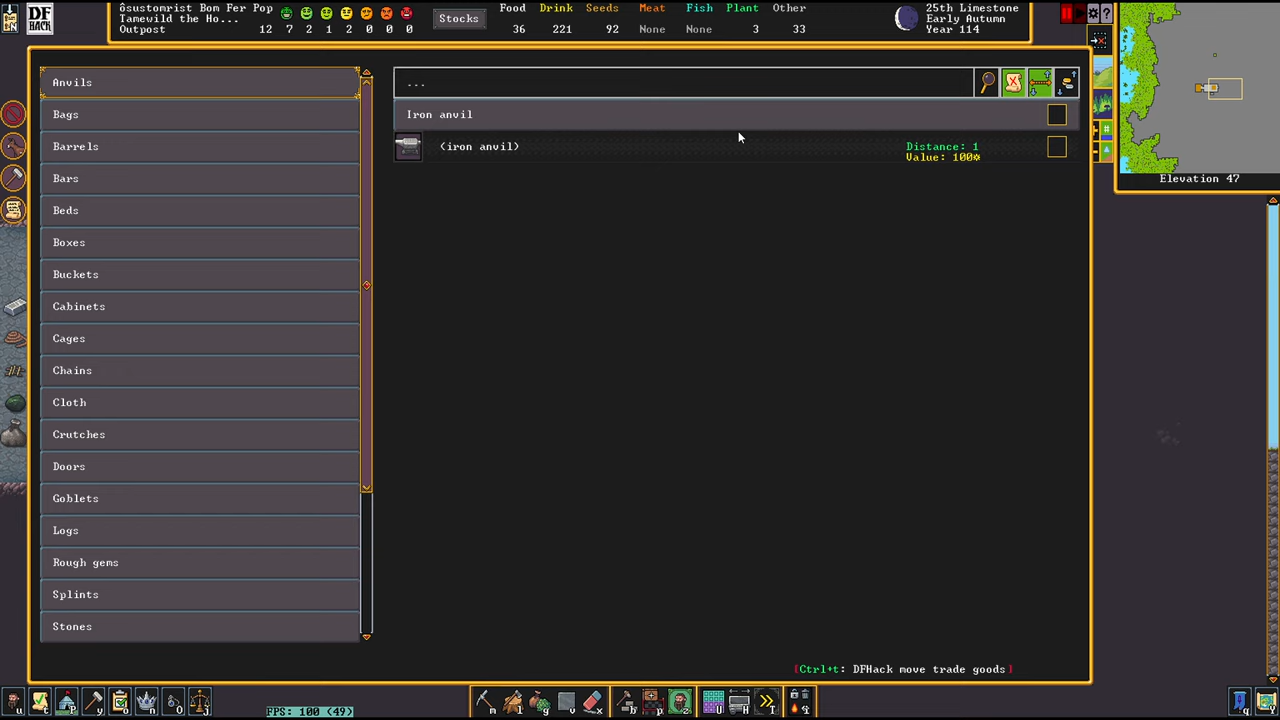 DF HACK
ôsustomrist Bom Fer Pop
Tamewild the Ho...
Outpost 12 7 2 1 2 0 0 0
Stocks
Food Drink Seeds Meat Fish Plant Other
36 221 92 None None 3 33
25th Limestone
Early Autumn
Year 114
?
Elevation 47
Anvils
Bags
Barrels
Bars
Beds
Boxes
Buckets
Cabinets
Cages
Chains
Cloth
Crutches
Doors
Goblets
Logs
Rough gems
Splints
Stones
...
Iron anvil
(iron anvil)
Distance: 1
Value: 100☼
[Ctrl+t: DFHack move trade goods]
FPS: 100 (49)